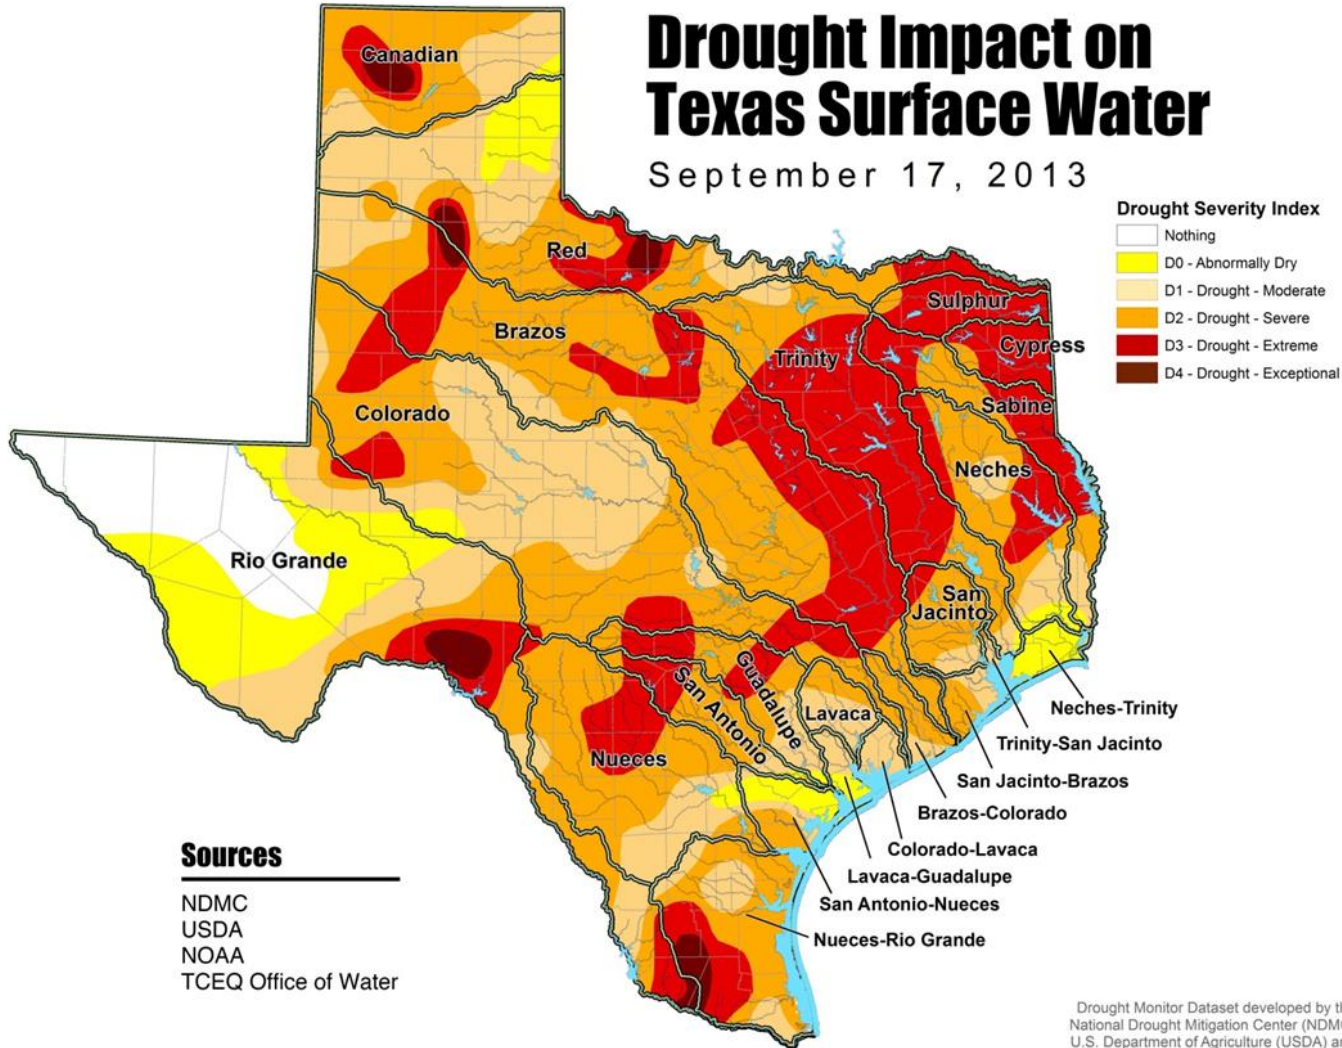 Drought Impact on
Texas Surface Water
September 17, 2013
Drought Severity Index
Nothing
D0 - Abnormally Dry
D1 - Drought - Moderate
D2 - Drought - Severe
D3 - Drought - Extreme
D4 - Drought - Exceptional
Canadian
Red
Sulphur
Brazos
Cypress
Trinity
Sabine
Colorado
Neches
Rio Grande
San
Jacinto
Guadalupe
San Antonio
Lavaca
Neches-Trinity
Trinity-San Jacinto
Nueces
San Jacinto-Brazos
Brazos-Colorado
Colorado-Lavaca
Lavaca-Guadalupe
San Antonio-Nueces
Nueces-Rio Grande
Sources
NDMC
USDA
NOAA
TCEQ Office of Water
Drought Monitor Dataset developed by th
National Drought Mitigation Center (NDM
U.S. Department of Agriculture (USDA) an